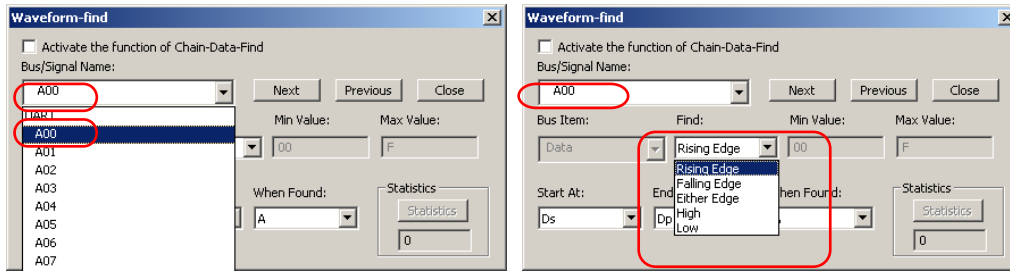 Waveform-find
Activate the function of Chain-Data-Find
Bus/Signal Name:
A00
Next
Previous
Close
UART
A00
A01
A02
A03
A04
A05
A06
A07
Min Value:
Max Value:
00
F
When Found:
A
Statistics
Statistics
0
Waveform-find
Activate the function of Chain-Data-Find
Bus/Signal Name:
A00
Next
Previous
Close
Bus Item:
Find:
Min Value:
Max Value:
Data
Rising Edge
00
F
Rising Edge
Falling Edge
Either Edge
High
Low
Start At:
End
hen Found:
Ds
Dp
Statistics
Statistics
0